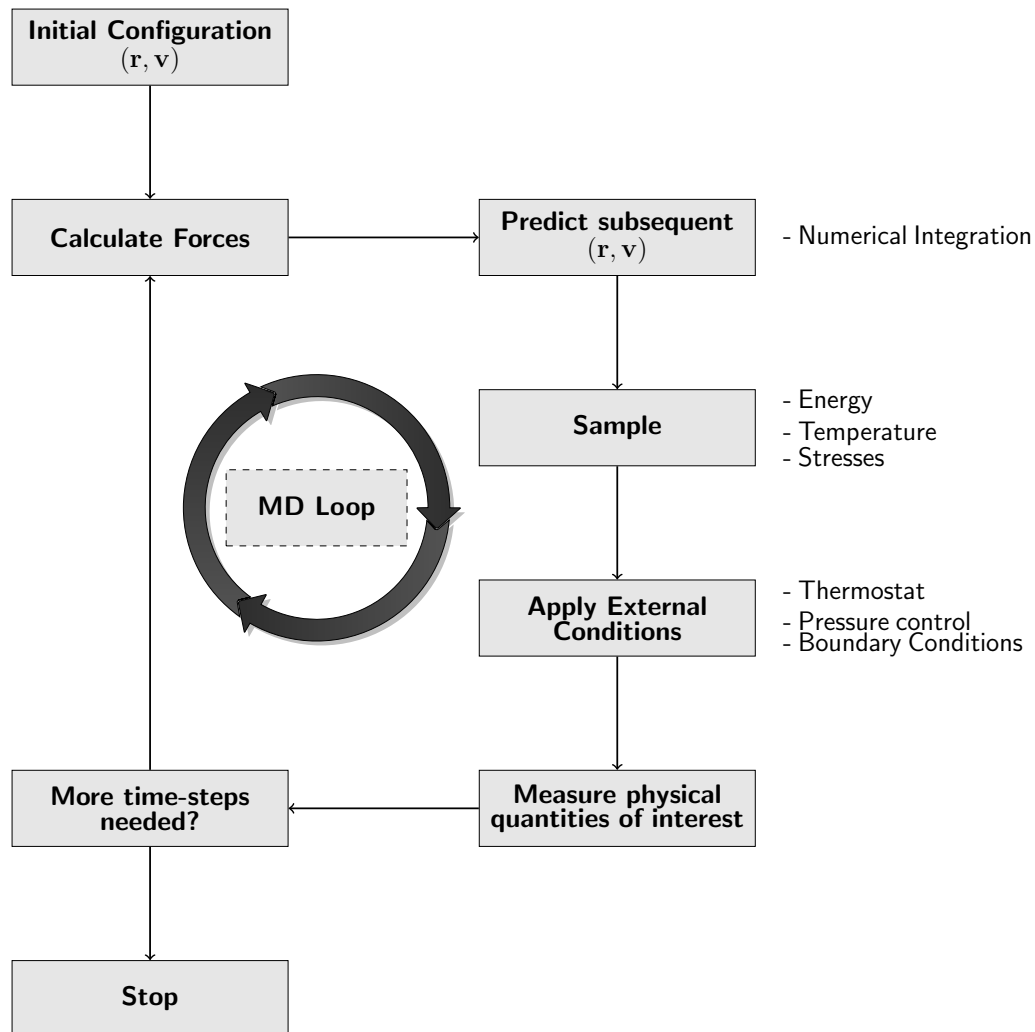 Initial Configuration
(r, v)
Calculate Forces
Predict subsequent
(r, v)
- Numerical Integration
Sample
- Energy
- Temperature
- Stresses
MD Loop
Apply External
Conditions
- Thermostat
- Pressure control
- Boundary Conditions
More time-steps
needed?
Measure physical
quantities of interest
Stop